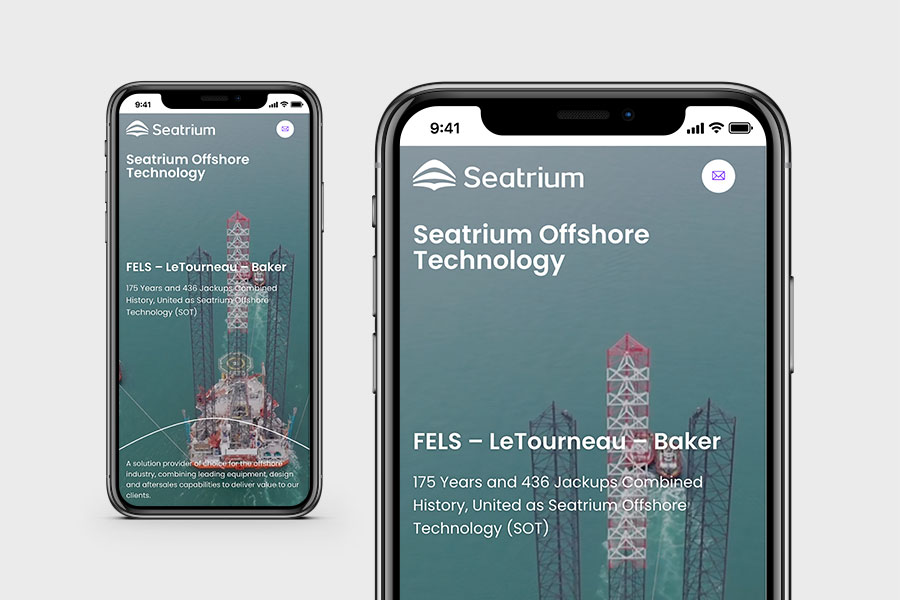 9:41
Seatrium
Seatrium Offshore
Technology
FELS – LeTourneau – Baker
175 Years and 436 Jackups Combined
History, United as Seatrium Offshore
Technology (SOT)
A solution provider of choice for the offshore
industry, combining leading equipment, design
and aftersales capabilities to deliver value to our
clients.
9:41
Seatrium
Seatrium Offshore
Technology
FELS – LeTourneau – Baker
175 Years and 436 Jackups Combined
History, United as Seatrium Offshore
Technology (SOT)